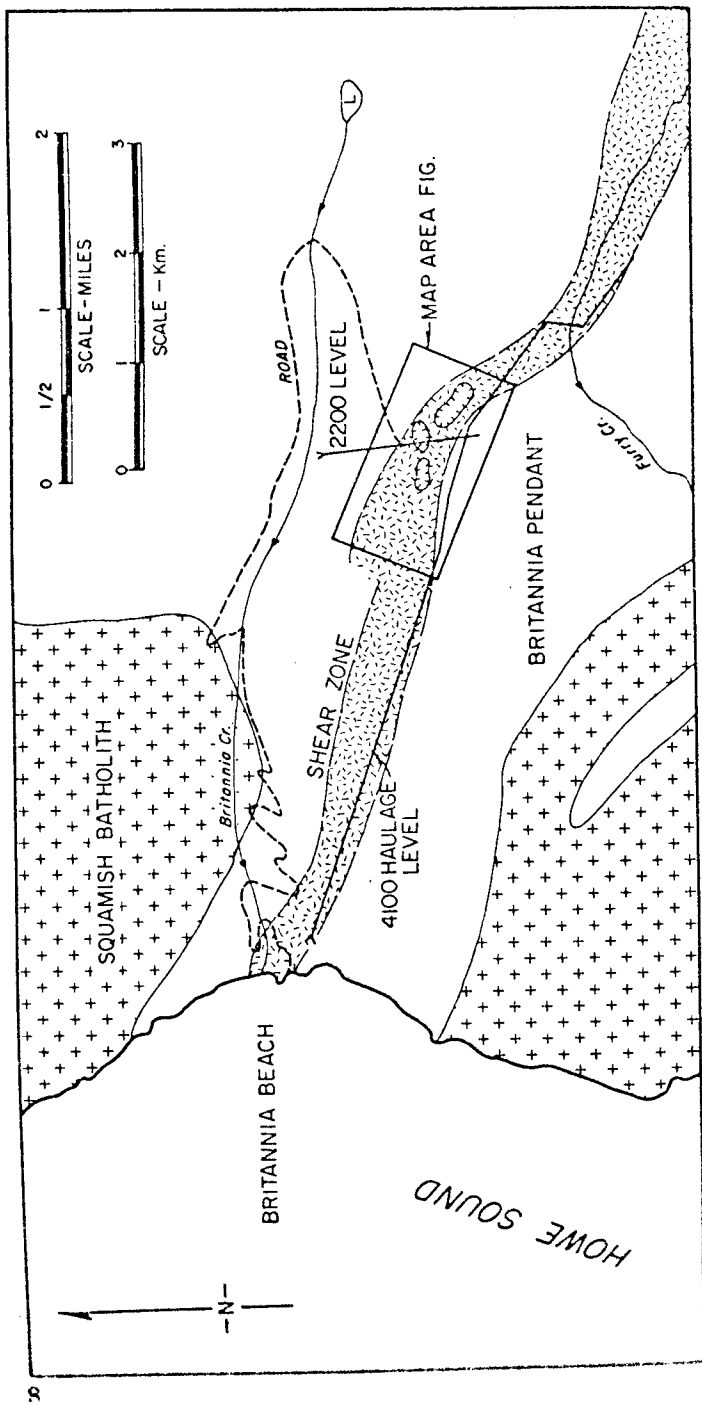 0 1/2 1 2
SCALE-MILES
0 1 2 3
SCALE - Km.
L
ROAD
2200 LEVEL
MAP AREA FIG.
SQUAMISH BATHOLITH
Britannia Cr.
SHEAR ZONE
4100 HAULAGE
LEVEL
BRITANNIA PENDANT
Furry Cr.
BRITANNIA BEACH
HOWE SOUND
-N-